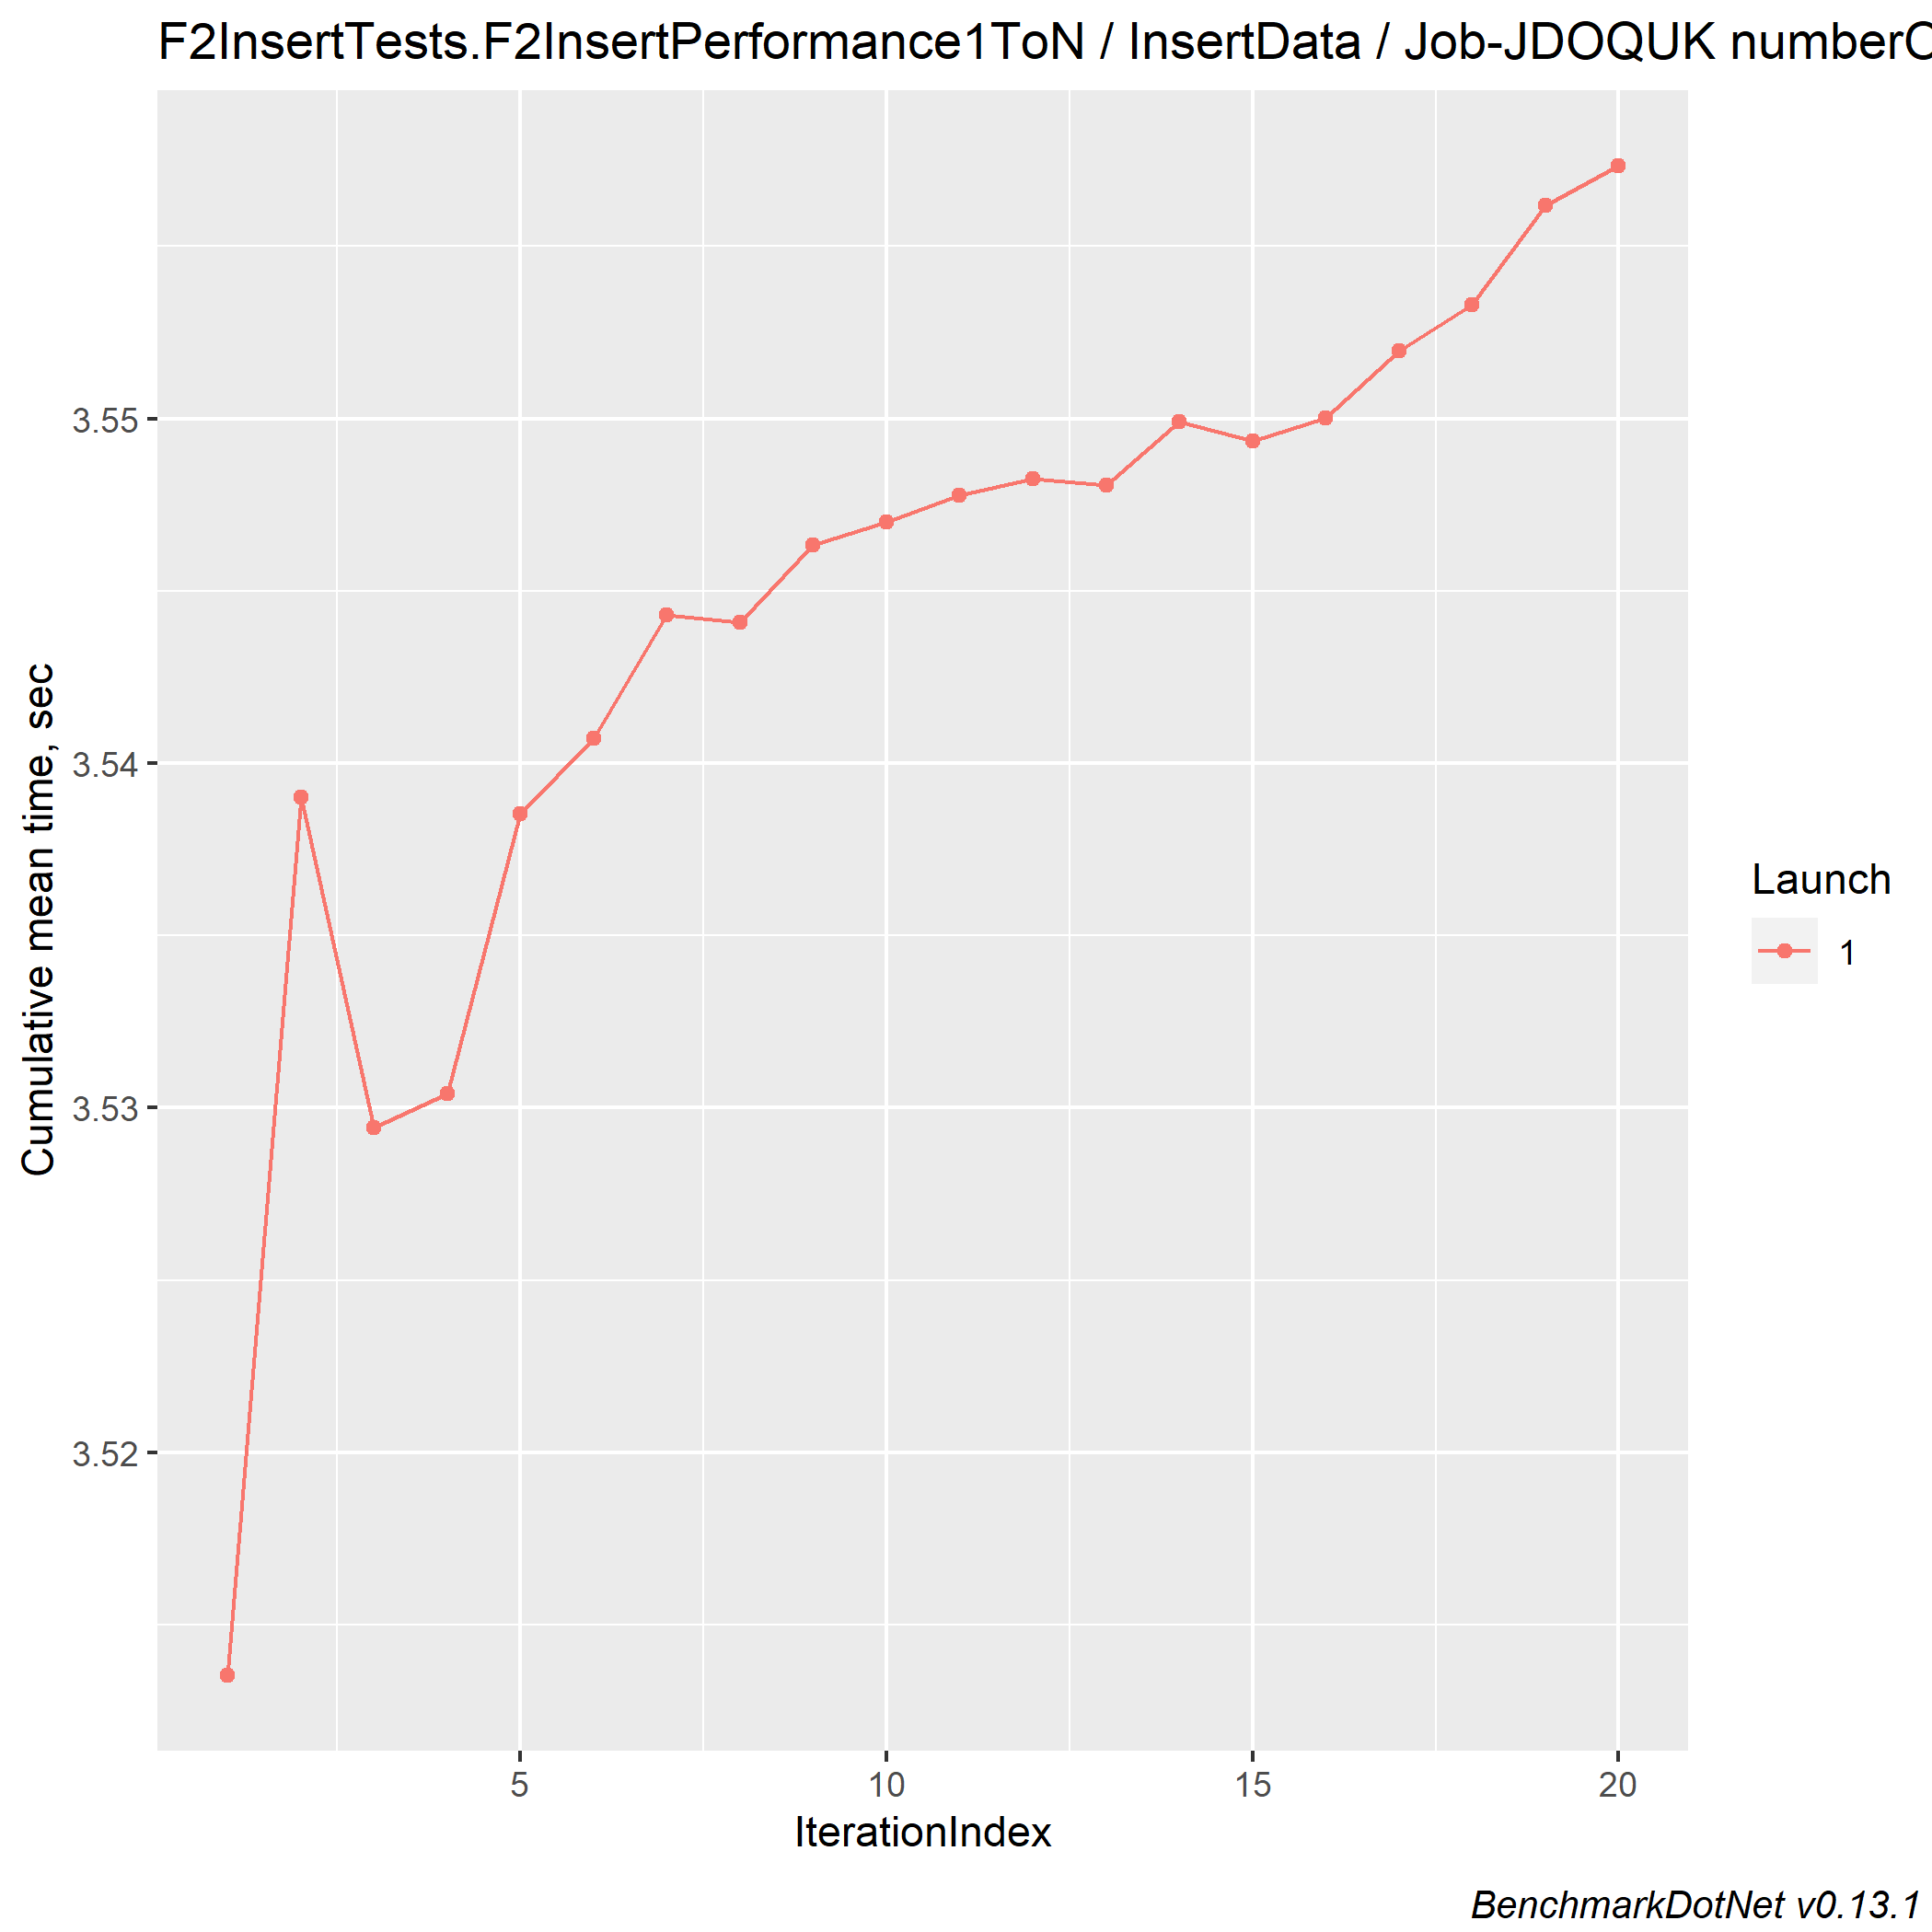 F2InsertTests.F2InsertPerformance1ToN / InsertData / Job-JDOQUK
Cumulative mean time, sec
3.55
3.54
3.53
3.52
5 10 15 20
IterationIndex
Launch
1
BenchmarkDotNet v0.13.1